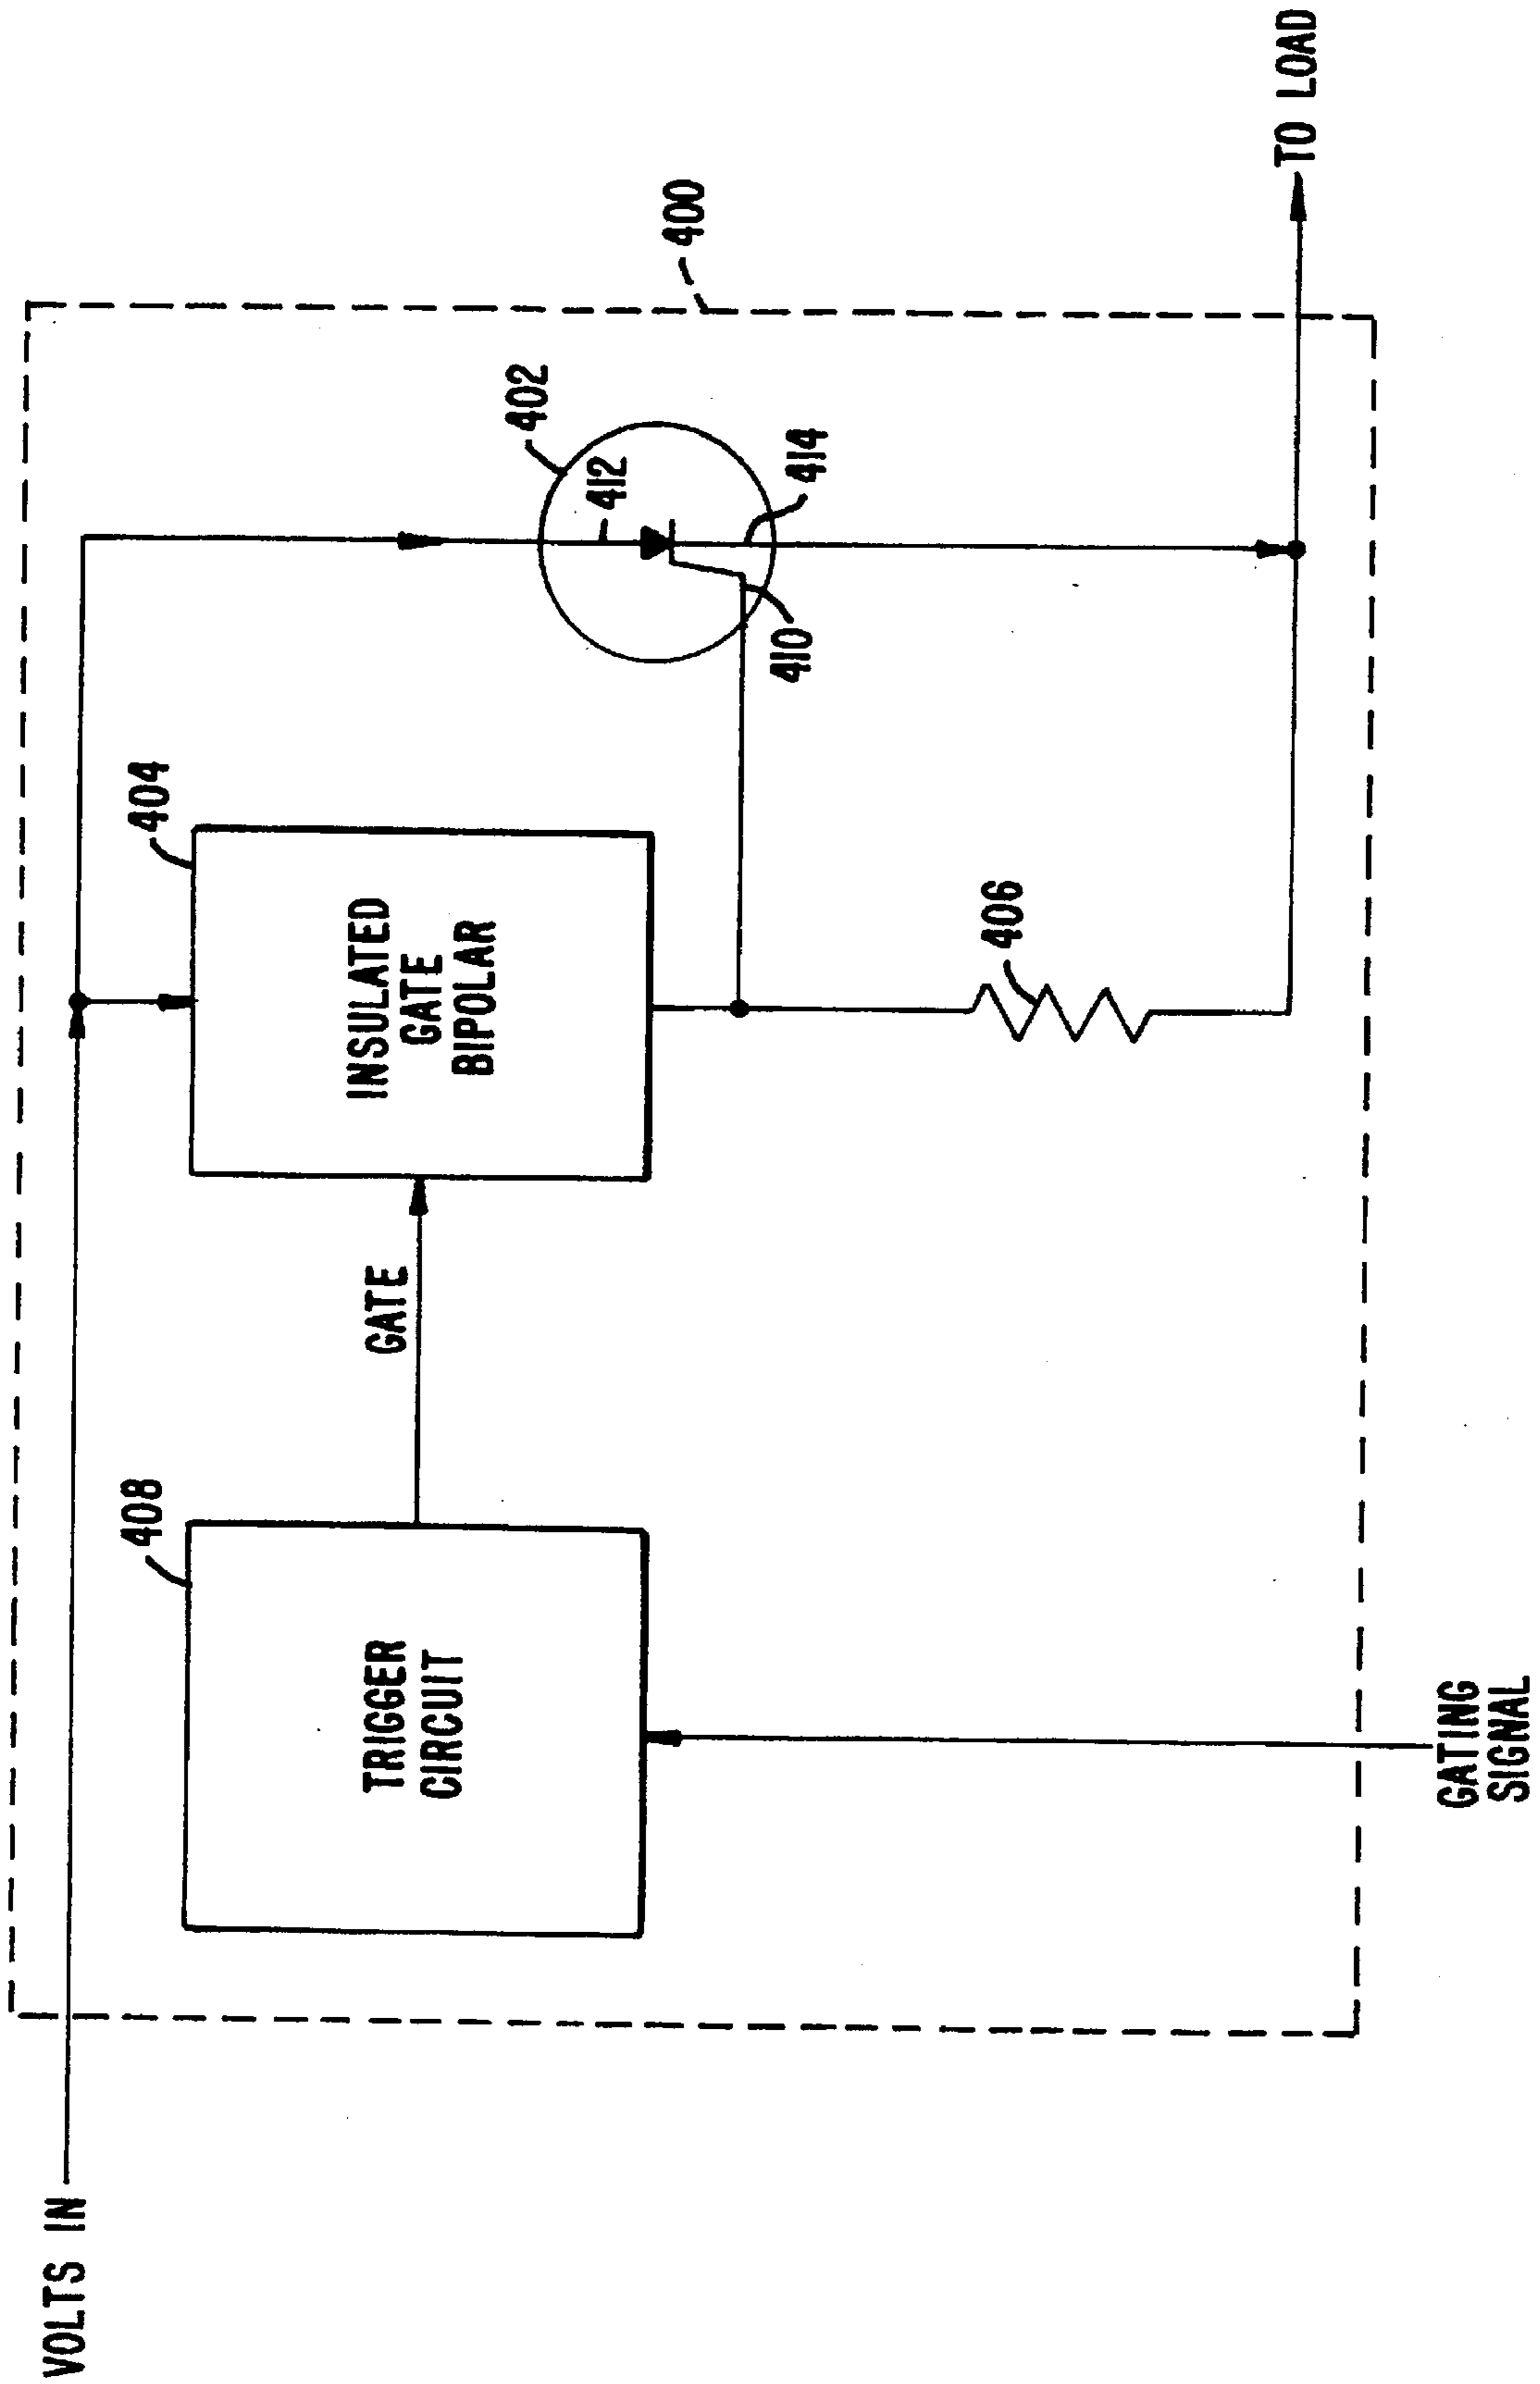 VOLTS IN
408
TRIGGER
CIRCUIT
GATING
SIGNAL
GATE
404
INSULATED
GATE
BIPOLAR
406
402
412
410
414
400
TO LOAD